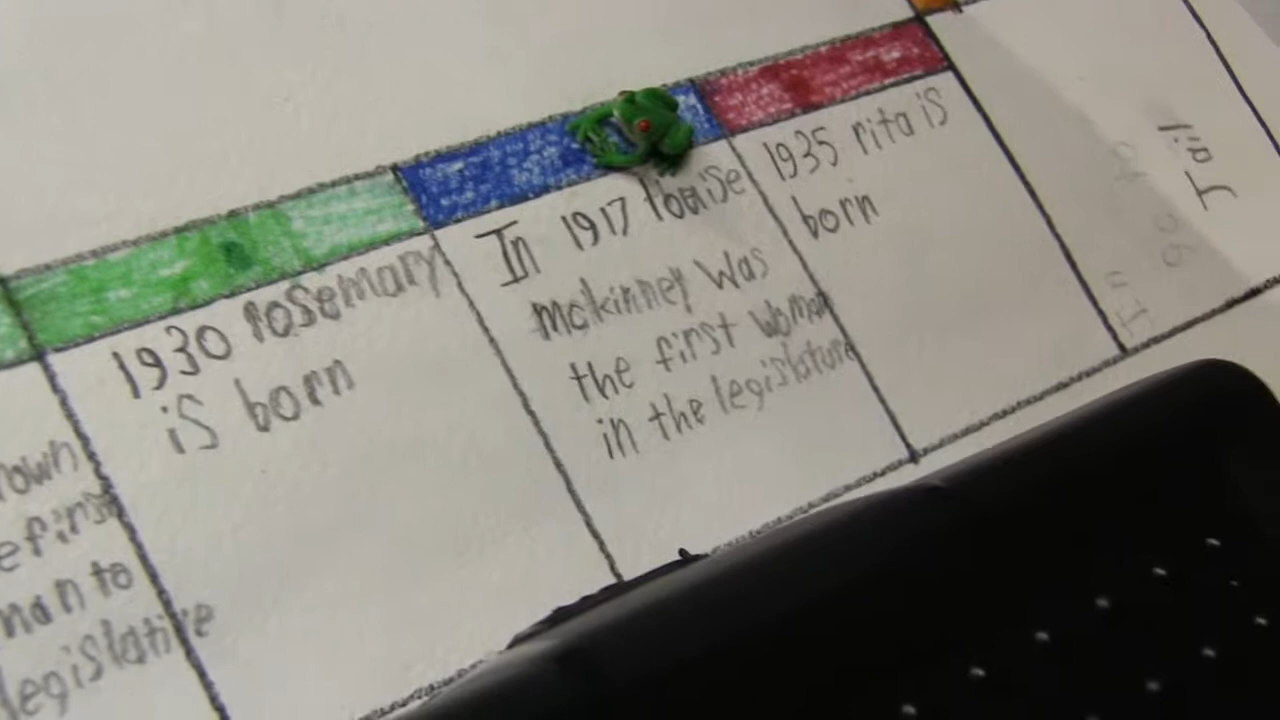 own
e first
man to
legislative
1930 rosemary
is born
In 1917 louise
mckinney was
the first woman
in the legislature
1935 rita is
born
Jail